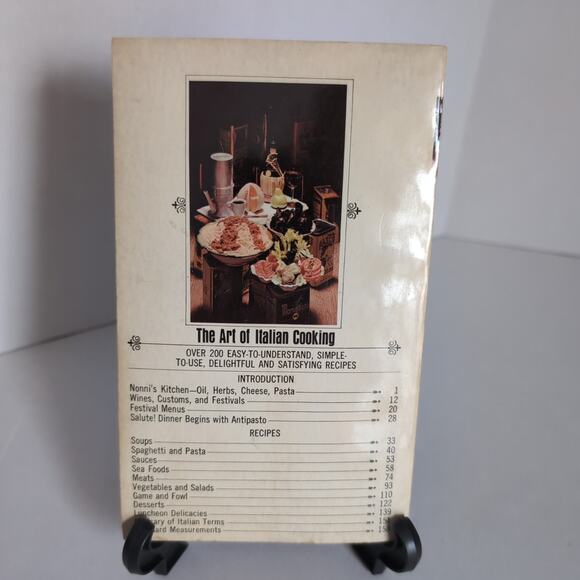 The Art of Italian Cooking
OVER 200 EASY-TO-UNDERSTAND, SIMPLE-
TO-USE, DELIGHTFUL AND SATISFYING RECIPES
INTRODUCTION
Nonni's Kitchen—Oil, Herbs, Cheese, Pasta 1
Wines, Customs, and Festivals 12
Festival Menus 20
Salute! Dinner Begins with Antipasto 28
RECIPES
Soups 33
Spaghetti and Pasta 40
Sauces 53
Sea Foods 58
Meats 74
Vegetables and Salads 93
Game and Fowl 110
Desserts 122
Luncheon Delicacies 139
of Italian Terms
Measurements